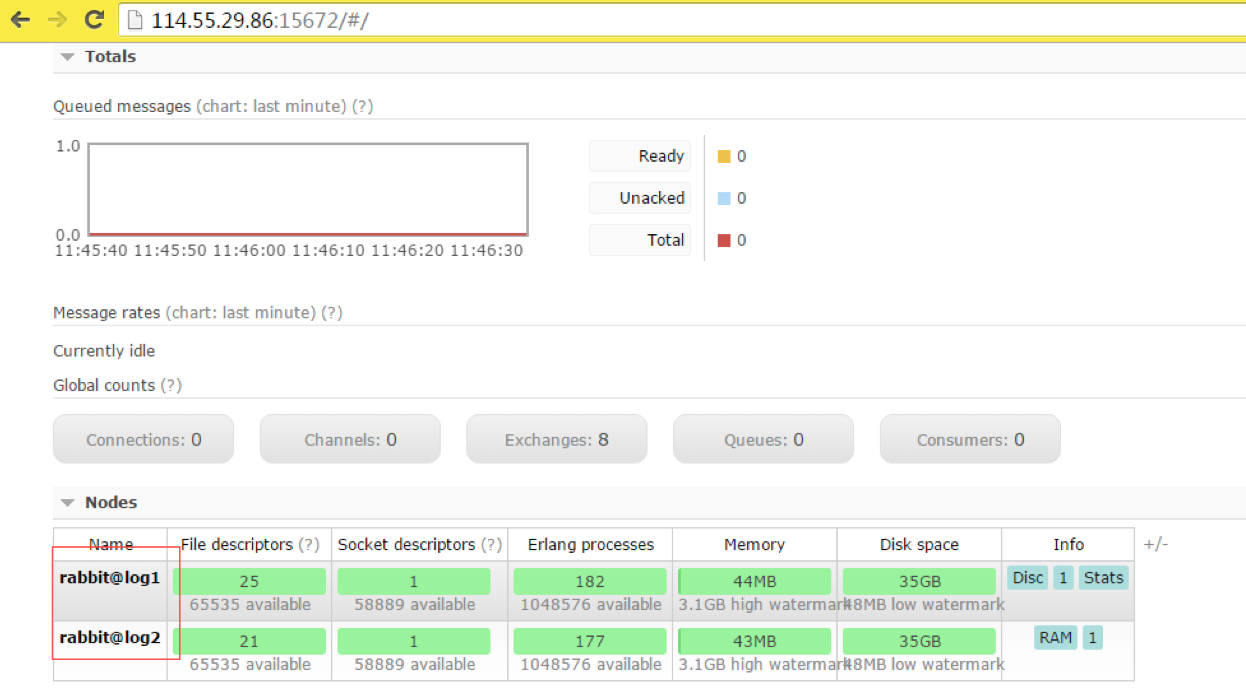 114.55.29.86:15672/#/
Totals
Queued messages (chart: last minute) (?)
1.0
0.0
11:45:40 11:45:50 11:46:00 11:46:10 11:46:20 11:46:30
Ready 0
Unacked 0
Total 0
Message rates (chart: last minute) (?)
Currently idle
Global counts (?)
Connections: 0 Channels: 0 Exchanges: 8 Queues: 0 Consumers: 0
Nodes
Name File descriptors (?) Socket descriptors (?) Erlang processes Memory Disk space Info +/-
rabbit@log1 25 1 182 44MB 35GB Disc 1 Stats
65535 available 58889 available 1048576 available 3.1GB high watermark 48MB low watermark
rabbit@log2 21 1 177 43MB 35GB RAM 1
65535 available 58889 available 1048576 available 3.1GB high watermark 48MB low watermark